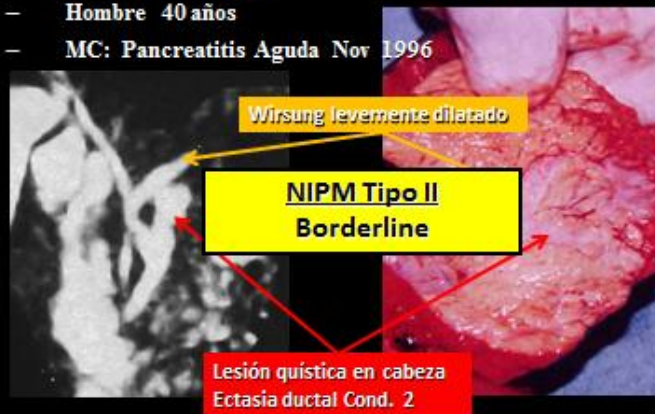 – Hombre 40 años
– MC: Pancreatitis Aguda Nov 1996
Wirsung levemente dilatado
NIPM Tipo II
Borderline
Lesión quística en cabeza
Ectasia ductal Cond. 2